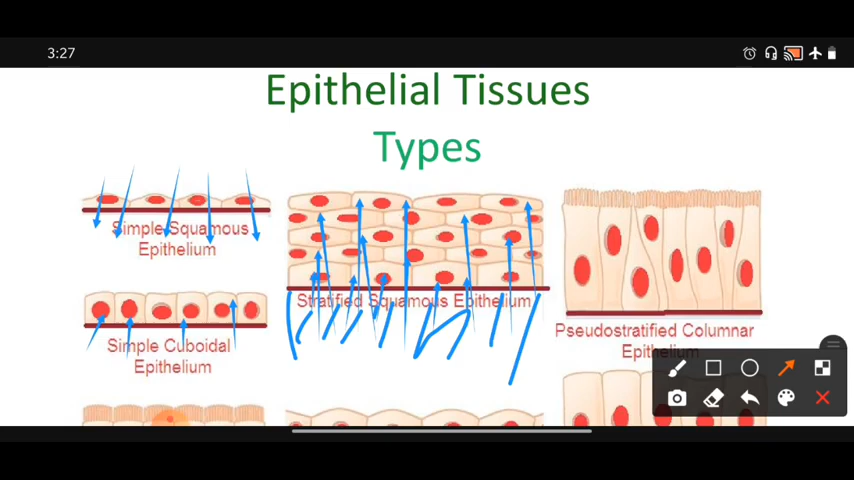 3:27
Epithelial Tissues
Types
Simple Squamous
Epithelium
Stratified Squamous Epithelium
Pseudostratified Columnar
Epithelium
Simple Cuboidal
Epithelium